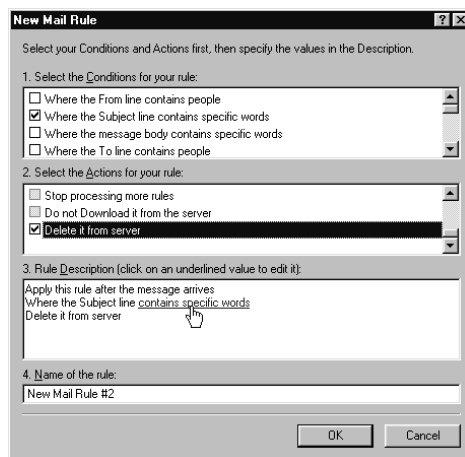 New Mail Rule
Select your Conditions and Actions first, then specify the values in the Description.
1. Select the Conditions for your rule:
Where the From line contains people
Where the Subject line contains specific words
Where the message body contains specific words
Where the To line contains people
2. Select the Actions for your rule:
Stop processing more rules
Do not Download it from the server
Delete it from server
3. Rule Description (click on an underlined value to edit it):
Apply this rule after the message arrives
Where the Subject line contains specific words
Delete it from server
4. Name of the rule:
New Mail Rule #2
OK Cancel